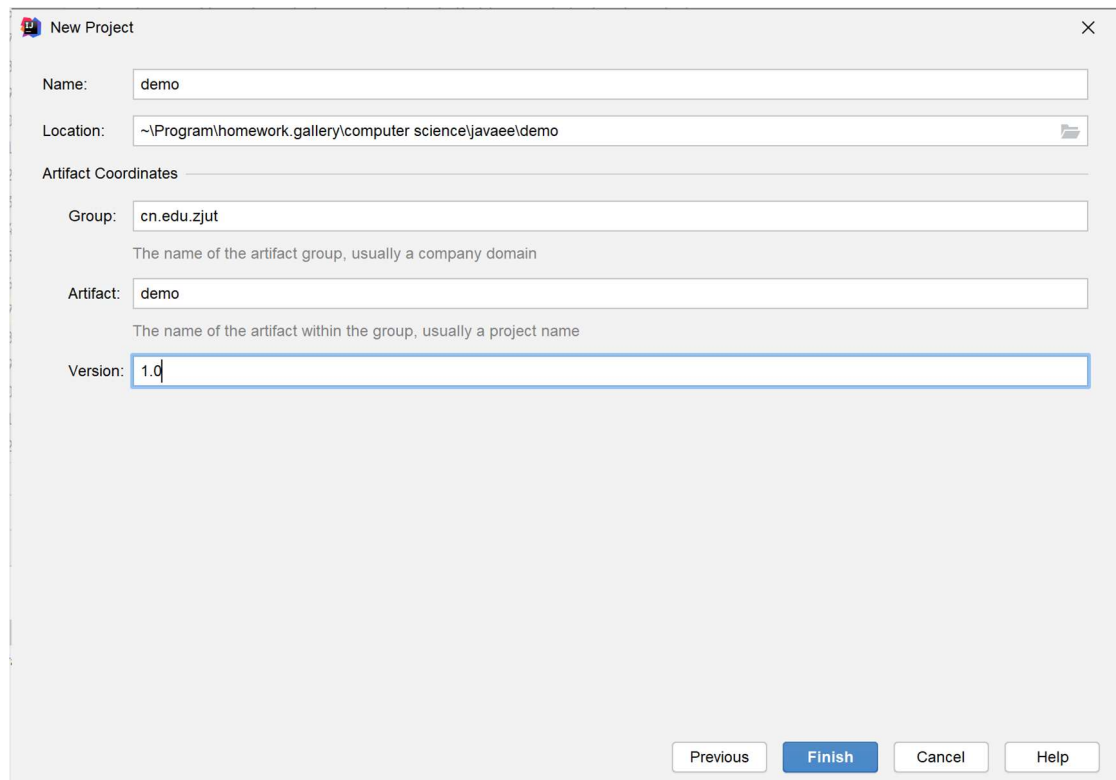 New Project
Name: demo
Location: ~\Program\homework.gallery\computer science\javaee\demo
Artifact Coordinates
Group: cn.edu.zjut
The name of the artifact group, usually a company domain
Artifact: demo
The name of the artifact within the group, usually a project name
Version: 1.0
Previous Finish Cancel Help